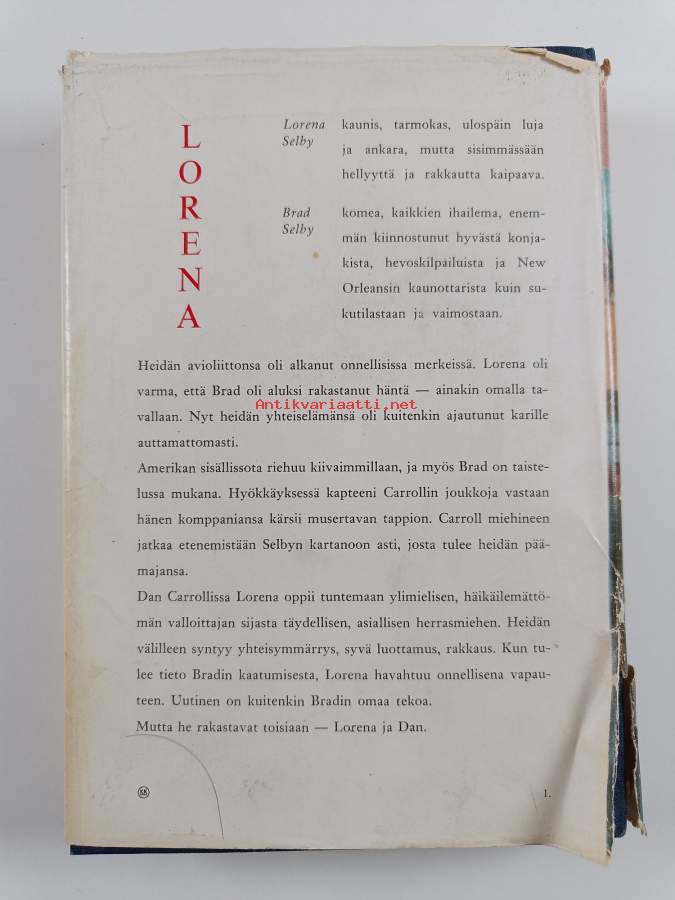 LORENA
Lorena Selby
kaunis, tarmokas, ulospäin luja
ja ankara, mutta sisimmässään
hellyyttä ja rakkautta kaipaava.
Brad Selby
komea, kaikkien ihailema, enem-
män kiinnostunut hyvästä konja-
kista, hevoskilpailuista ja New
Orleansin kaunottarista kuin su-
kutilastaan ja vaimostaan.
Heidän avioliittonsa oli alkanut onnellisissa merkeissä. Lorena oli
varma, että Brad oli aluksi rakastanut häntä — ainakin omalla ta-
vallaan. Nyt heidän yhteiselämänsä oli kuitenkin ajautunut karille
Antikvariaatti.net
auttamattomasti.
Amerikan sisällissota riehuu kiivaimmillaan, ja myös Brad on taiste-
lussa mukana. Hyökkäyksessä kapteeni Carrollin joukkoja vastaan
hänen komppaniansa kärsii musertavan tappion. Carroll miehineen
jatkaa etenemistään Selbyn kartanoon asti, josta tulee heidän pää-
majansa.
Dan Carrollissa Lorena oppii tuntemaan ylimielisen, häikäilemättö-
män valloittajan sijasta täydellisen, asiallisen herrasmiehen. Heidän
välilleen syntyy yhteisymmärrys, syvä luottamus, rakkaus. Kun tu-
lee tieto Bradin kaatumisesta, Lorena havahtuu onnellisena vapau-
teen. Uutinen on kuitenkin Bradin omaa tekoa.
Mutta he rakastavat toisiaan — Lorena ja Dan.
KK
1.